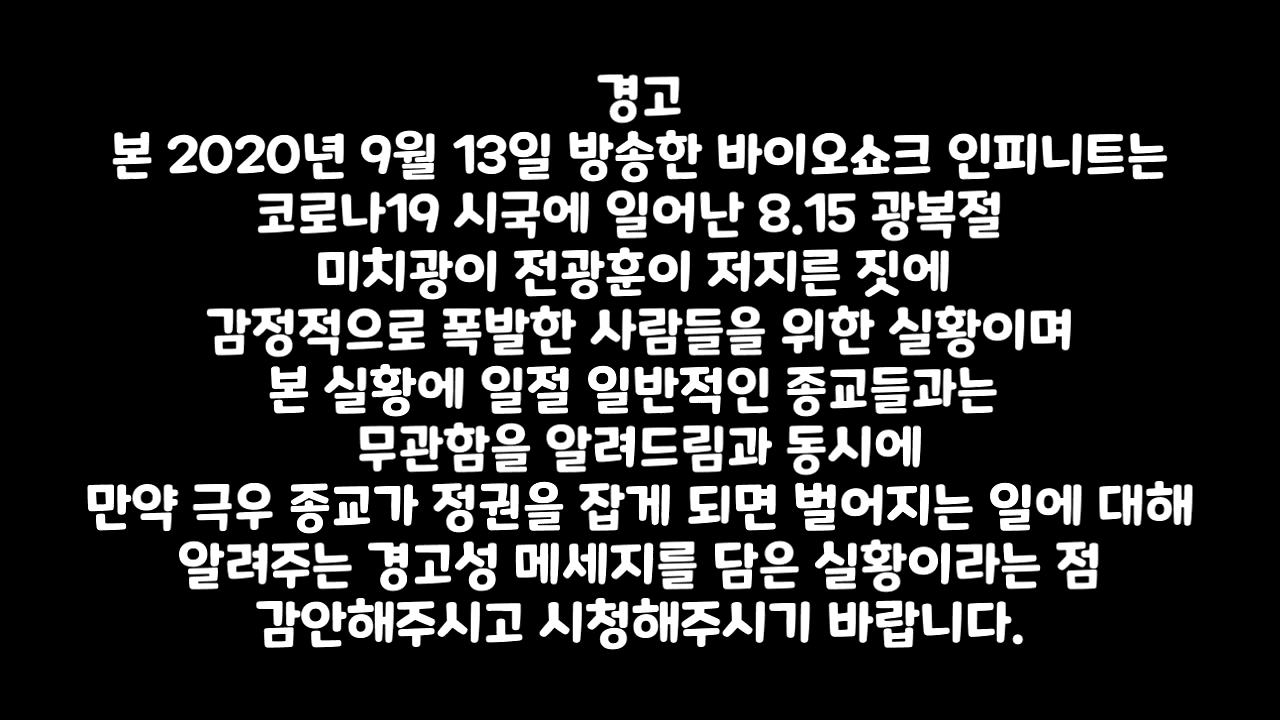 경고
본 2020년 9월 13일 방송한 바이오쇼크 인피니트는
코로나19 시국에 일어난 8.15 광복절
미치광이 전광훈이 저지른 짓에
감정적으로 폭발한 사람들을 위한 실황이며
본 실황에 일절 일반적인 종교들과는
무관함을 알려드림과 동시에
만약 극우 종교가 정권을 잡게 되면 벌어지는 일에 대해
알려주는 경고성 메세지를 담은 실황이라는 점
감안해주시고 시청해주시기 바랍니다.